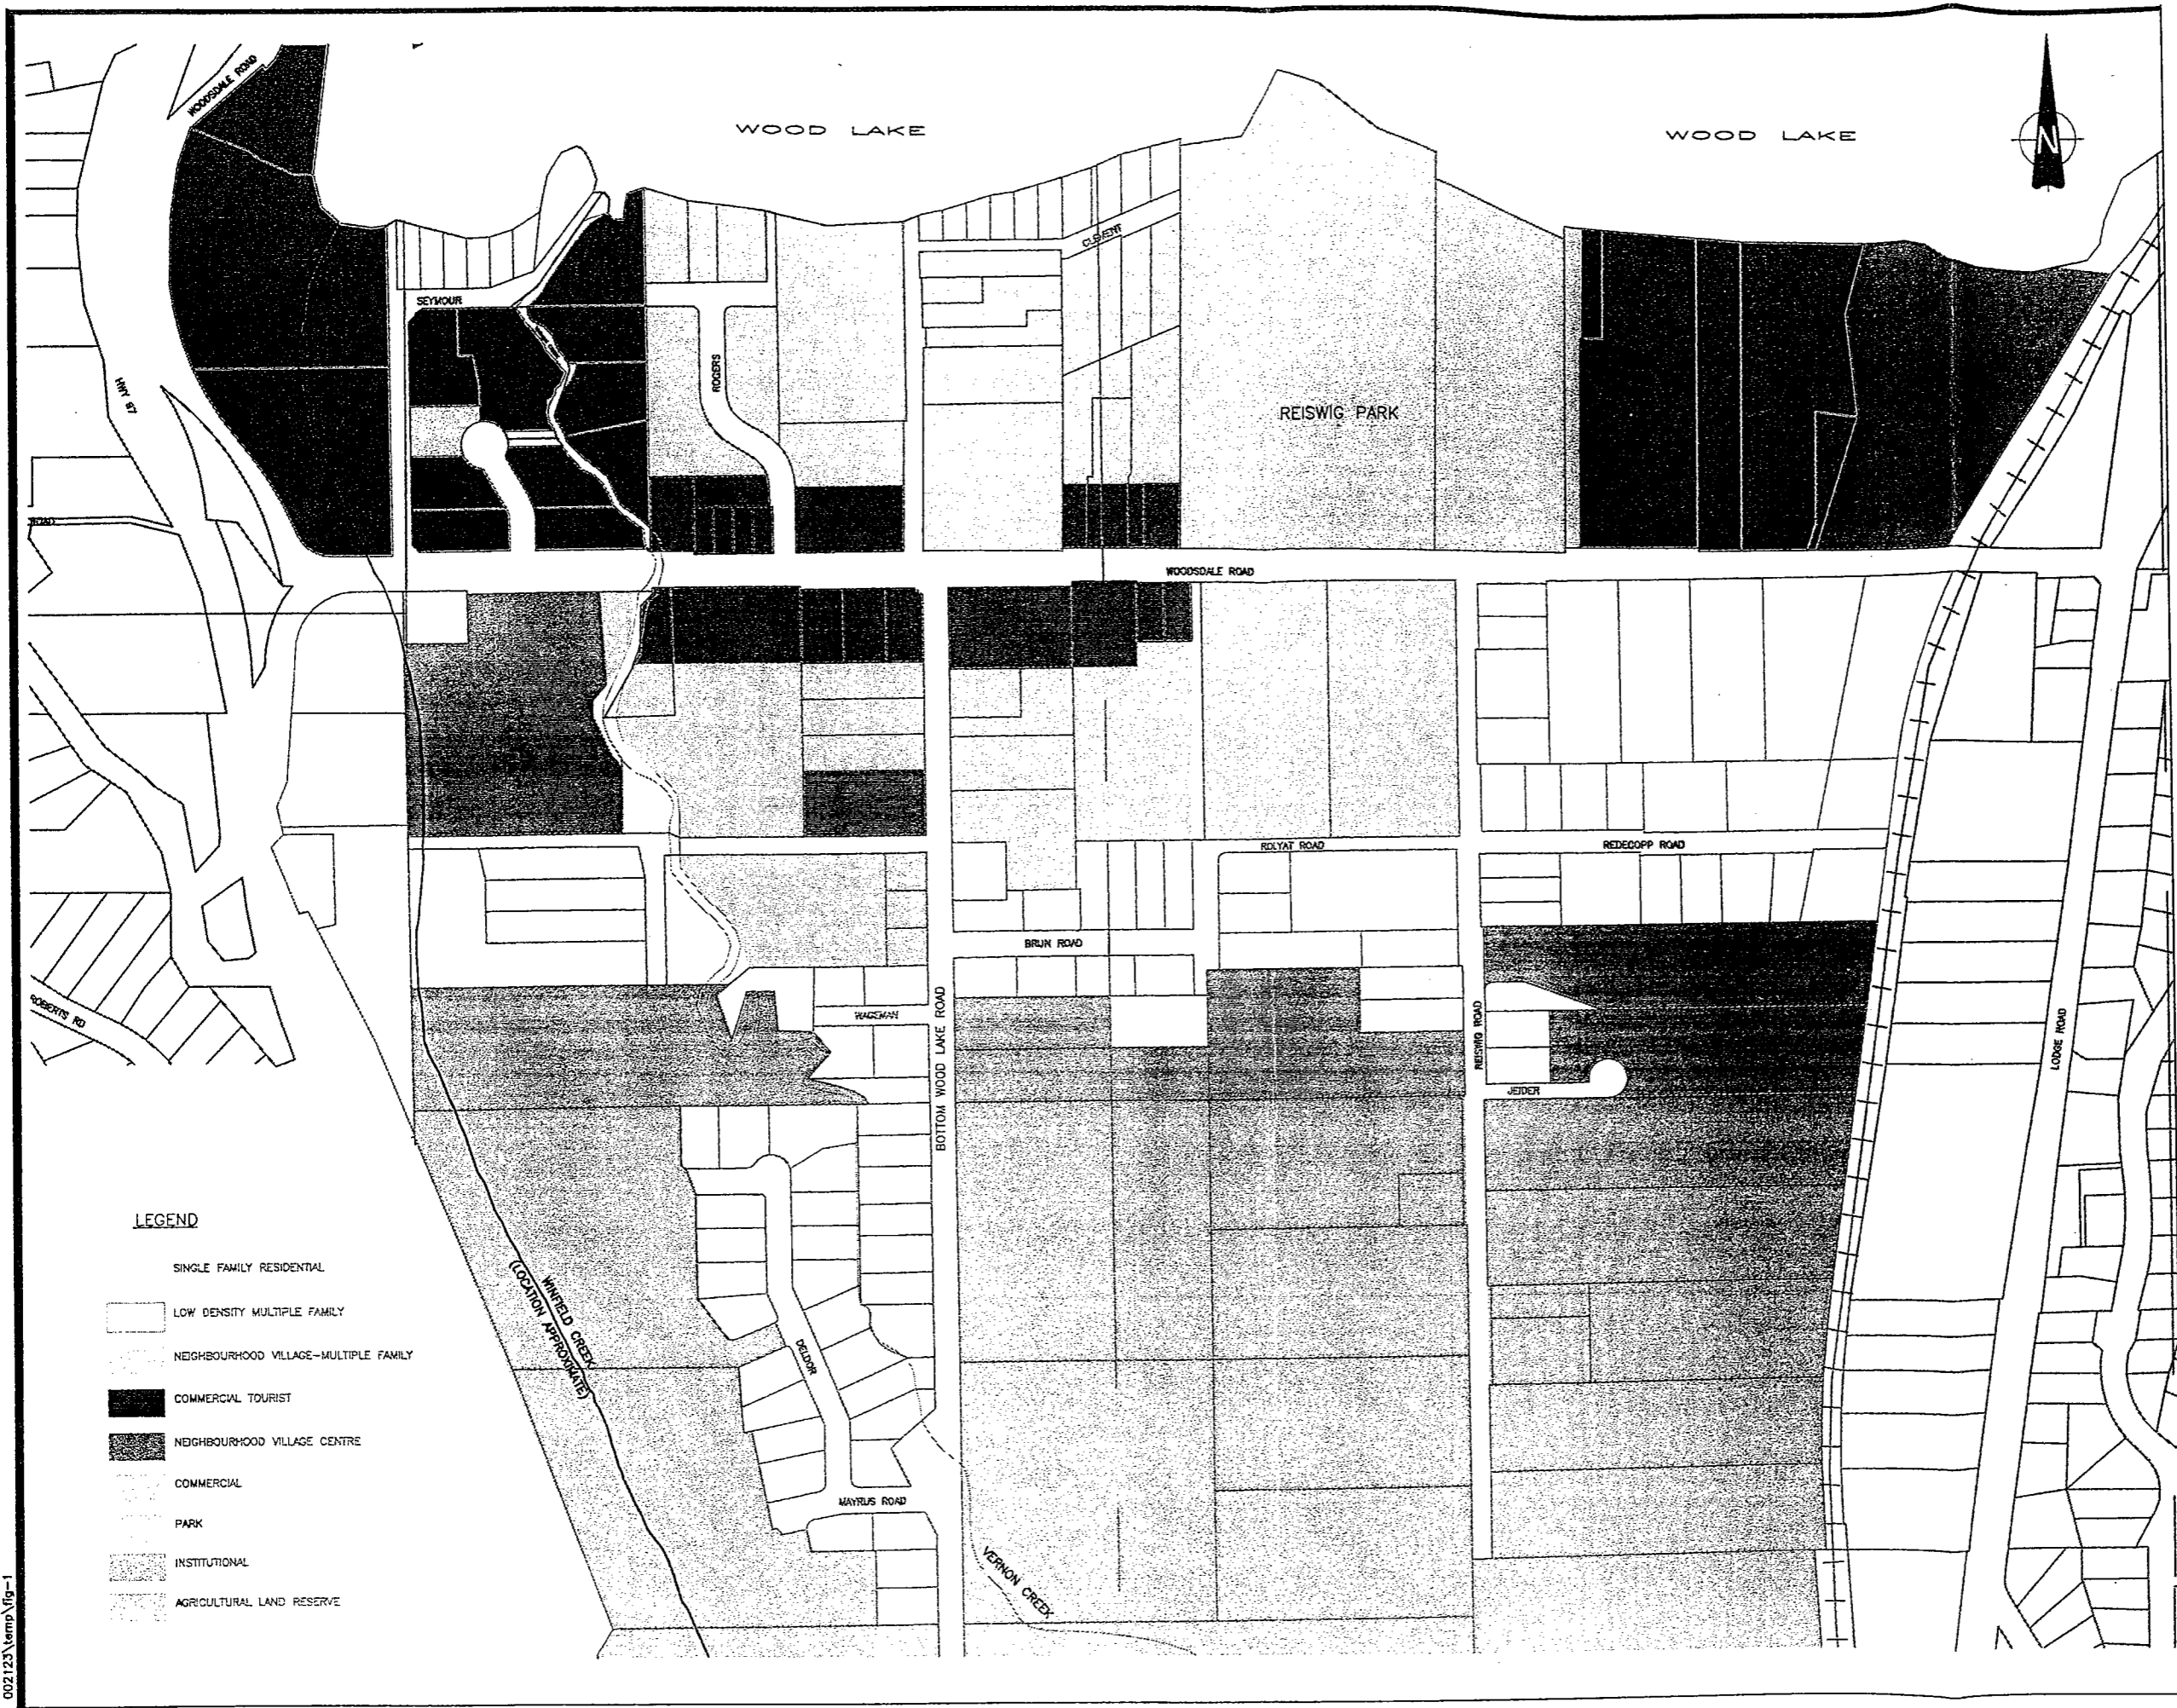 WOODSDALE ROAD
WOOD LAKE
WOOD LAKE
N
CLEMENT
SEYMOUR
ROGERS
HWY 97
REISWIG PARK
ROAD
WOODSDALE ROAD
ROLYAT ROAD
REDECOPP ROAD
BRUN ROAD
ROBERTS RD
WAGEMAN
BOTTOM WOOD LAKE ROAD
REISWIG ROAD
LODGE ROAD
JEIDER
LEGEND
SINGLE FAMILY RESIDENTIAL
LOW DENSITY MULTIPLE FAMILY
NEIGHBOURHOOD VILLAGE-MULTIPLE FAMILY
COMMERCIAL TOURIST
NEIGHBOURHOOD VILLAGE CENTRE
COMMERCIAL
PARK
INSTITUTIONAL
AGRICULTURAL LAND RESERVE
WINFIELD CREEK
(LOCATION APPROXIMATE)
DELDOR
MAYRUS ROAD
VERNON CREEK
002123\temp\fig-1